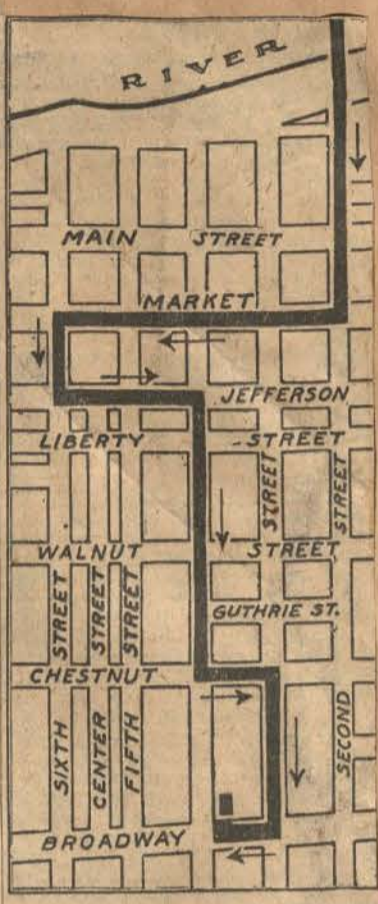 RIVER
MAIN STREET
MARKET
JEFFERSON
LIBERTY STREET
STREET
STREET
WALNUT STREET
STREET
STREET
STREET
GUTHRIE ST.
CHESTNUT
SIXTH
CENTER
FIFTH
SECOND
BROADWAY